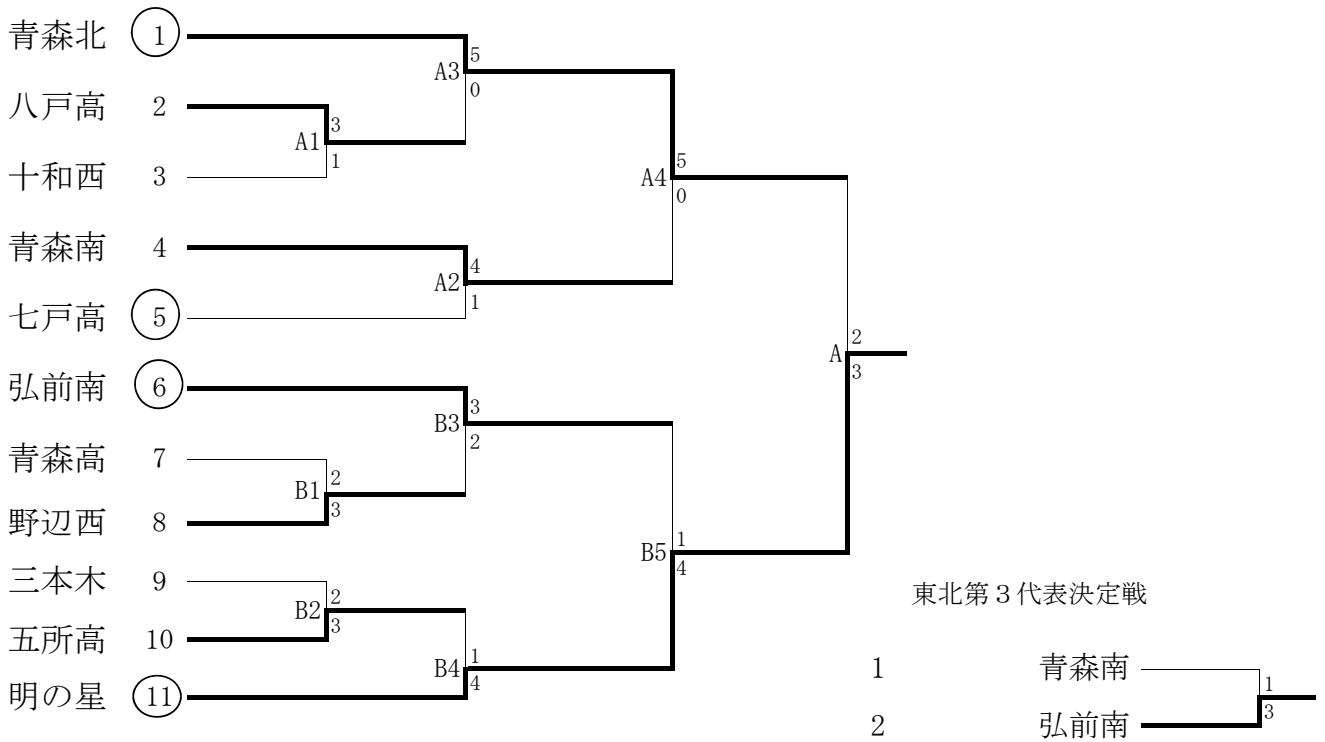 青森北 1
5
A3
0
八戸高 2
3
A1
1
十和西 3
5
A4
0
青森南 4
4
A2
1
七戸高 5
2
A
3
弘前南 6
3
B3
2
青森高 7
2
B1
3
野辺西 8
1
B5
4
三本木 9
2
B2
3
東北第3代表決定戦
五所高 10
1
B4
4
明の星 11
1 青森南
1
3
2 弘前南